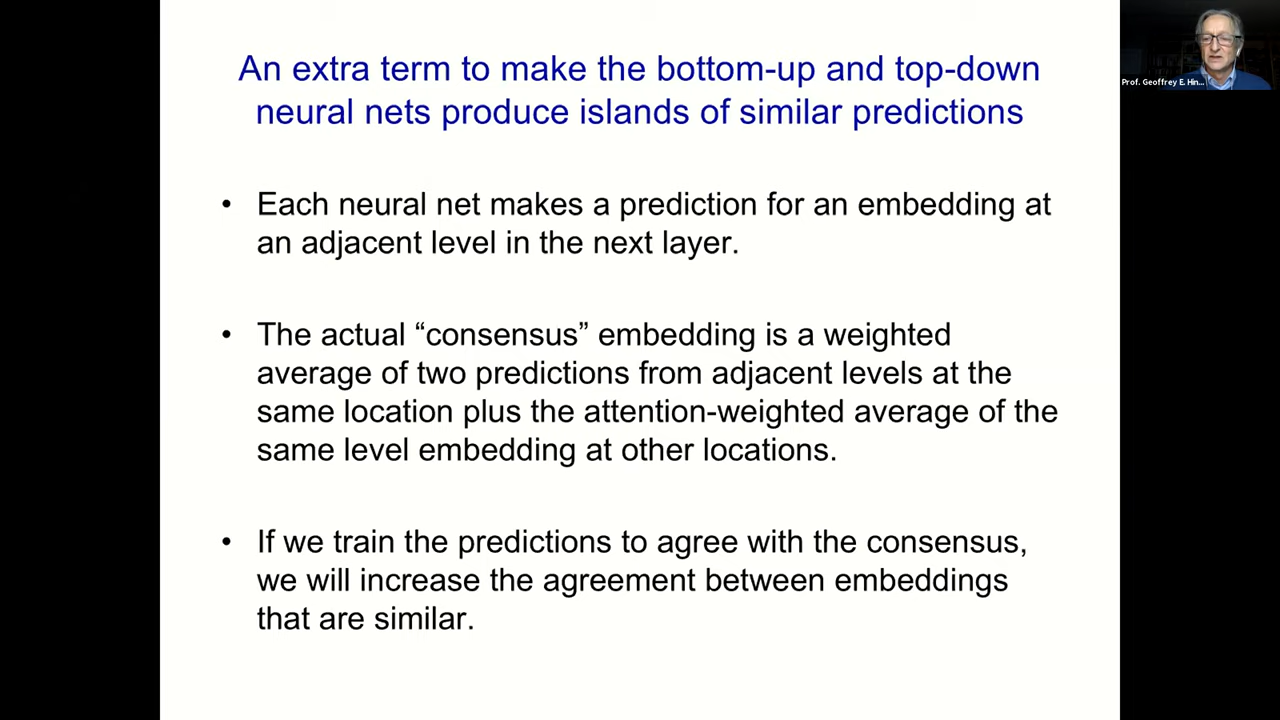 An extra term to make the bottom-up and top-down
neural nets produce islands of similar predictions
• Each neural net makes a prediction for an embedding at
an adjacent level in the next layer.
• The actual “consensus” embedding is a weighted
average of two predictions from adjacent levels at the
same location plus the attention-weighted average of the
same level embedding at other locations.
• If we train the predictions to agree with the consensus,
we will increase the agreement between embeddings
that are similar.
Prof. Geoffrey E. Hin...